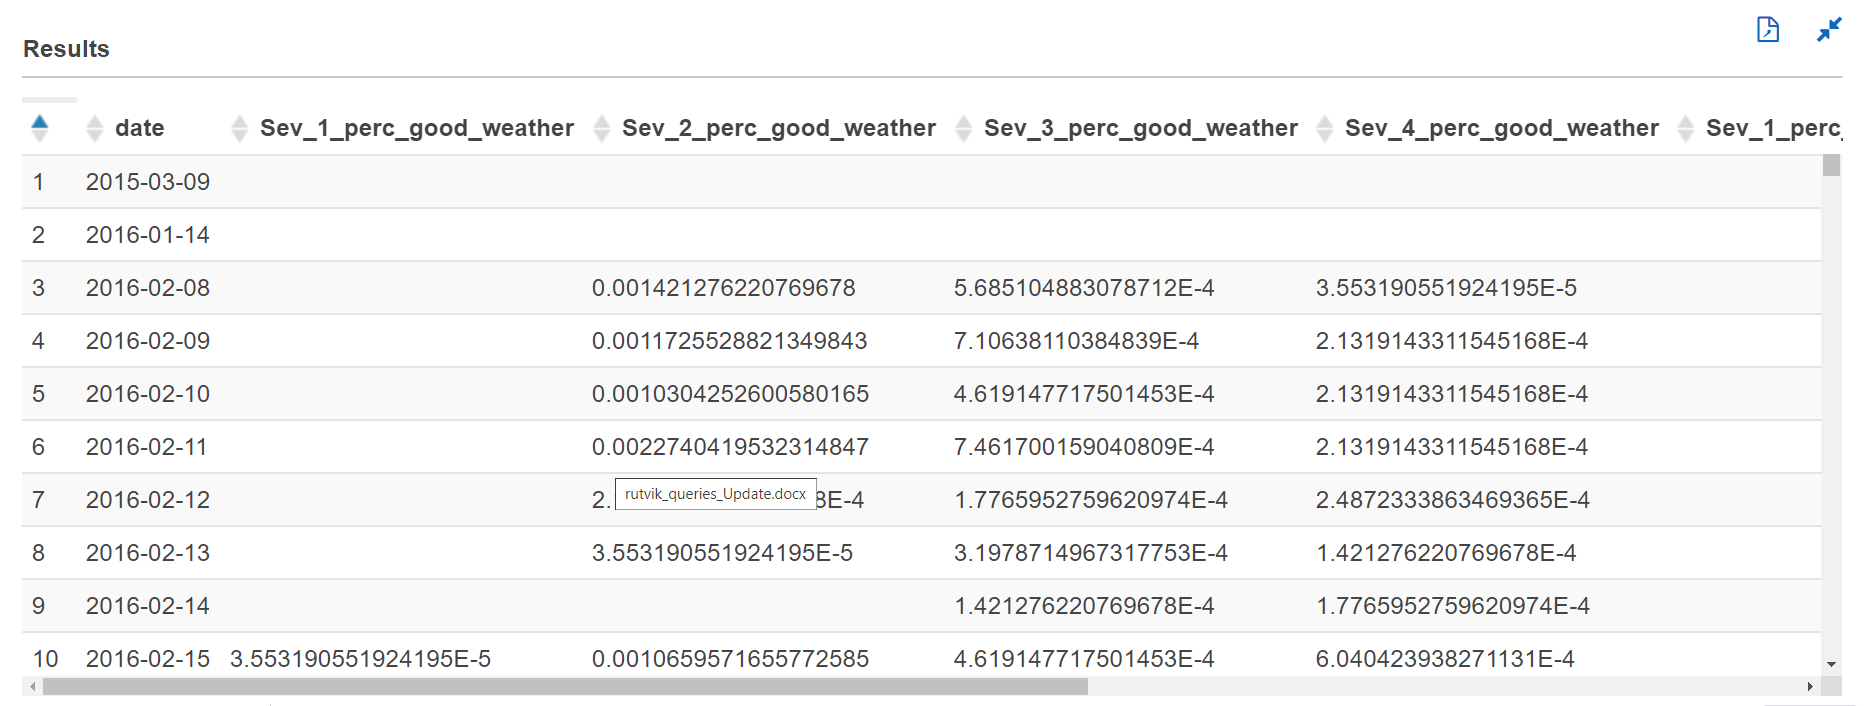 Results
date Sev_1_perc_good_weather Sev_2_perc_good_weather Sev_3_perc_good_weather Sev_4_perc_good_weather Sev_1_perc_
1 2015-03-09
2 2016-01-14
3 2016-02-08 0.001421276220769678 5.685104883078712E-4 3.553190551924195E-5
4 2016-02-09 0.0011725528821349843 7.10638110384839E-4 2.1319143311545168E-4
5 2016-02-10 0.0010304252600580165 4.619147717501453E-4 2.1319143311545168E-4
6 2016-02-11 0.0022740419532314847 7.461700159040809E-4 2.1319143311545168E-4
7 2016-02-12 2. rutvik_queries_Update.docx 8E-4 1.7765952759620974E-4 2.4872333863469365E-4
8 2016-02-13 3.553190551924195E-5 3.1978714967317753E-4 1.421276220769678E-4
9 2016-02-14 1.421276220769678E-4 1.7765952759620974E-4
10 2016-02-15 3.553190551924195E-5 0.0010659571655772585 4.619147717501453E-4 6.040423938271131E-4